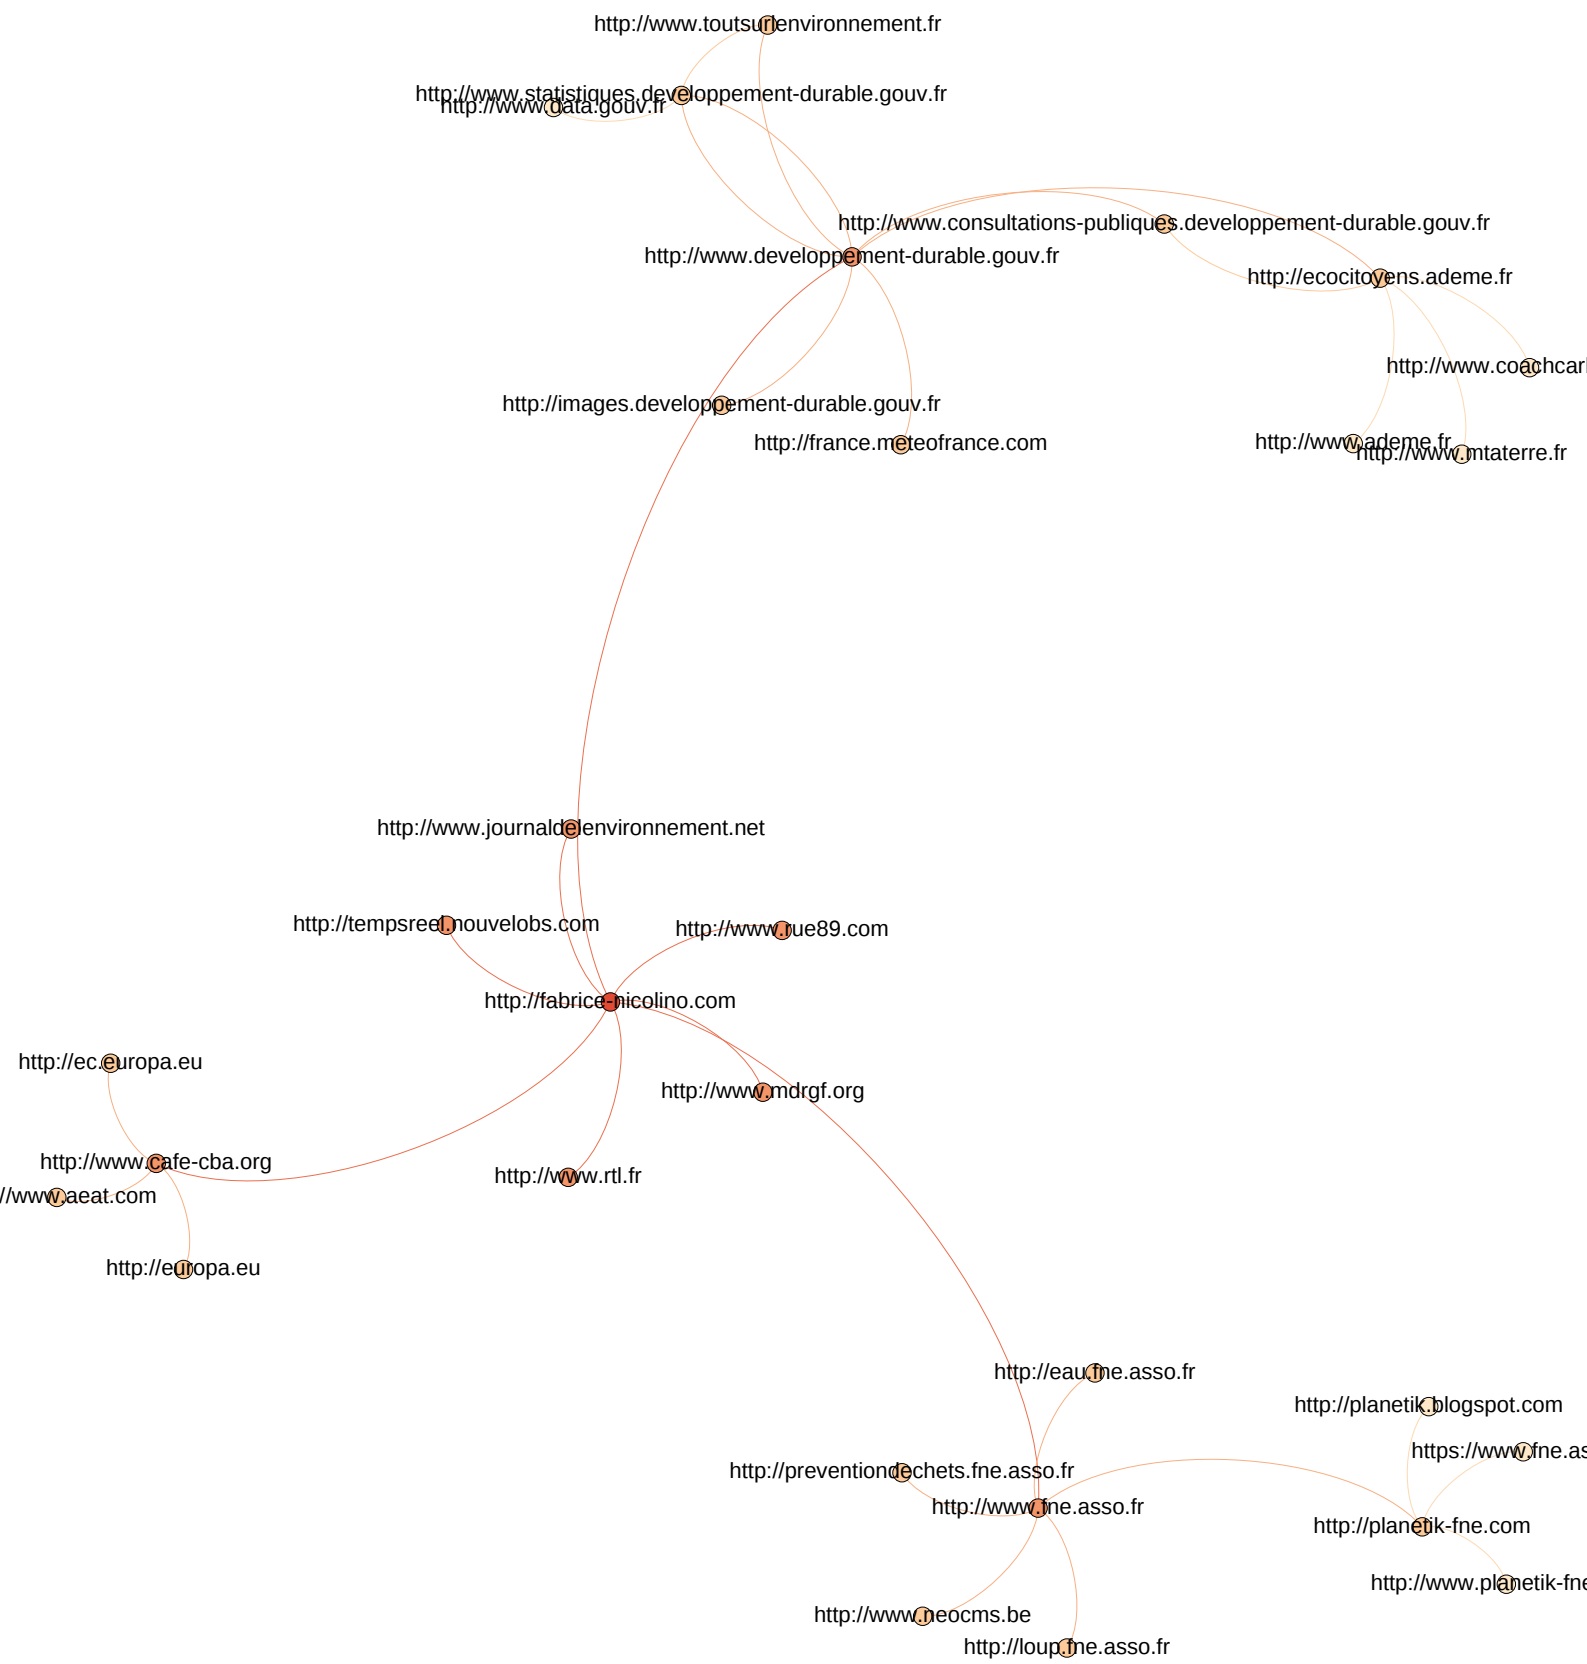 http://www.toutsurlenvironnement.fr
http://www.statistiques.developpement-durable.gouv.fr
http://www.data.gouv.fr
http://www.consultations-publiques.developpement-durable.gouv.fr
http://www.developpement-durable.gouv.fr
http://ecocitoyens.ademe.fr
http://www.coachcarl
http://images.developpement-durable.gouv.fr
http://france.meteofrance.com
http://www.ademe.fr
http://www.mtaterre.fr
http://www.journaldelenvironnement.net
http://tempsreel.nouvelobs.com
http://www.rue89.com
http://fabrice-nicolino.com
http://ec.europa.eu
http://www.mdrgf.org
http://www.cafe-cba.org
http://www.rtl.fr
//www.aeat.com
http://europa.eu
http://eau.fne.asso.fr
http://planetik.blogspot.com
https://www.fne.as
http://preventiondechets.fne.asso.fr
http://www.fne.asso.fr
http://planetik-fne.com
http://www.planetik-fne
http://www.neocms.be
http://loup.fne.asso.fr